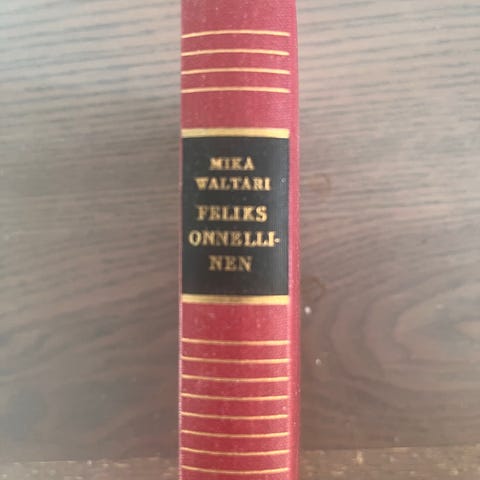 MIKA
WALTARI
FELIKS
ONNELLI-
NEN